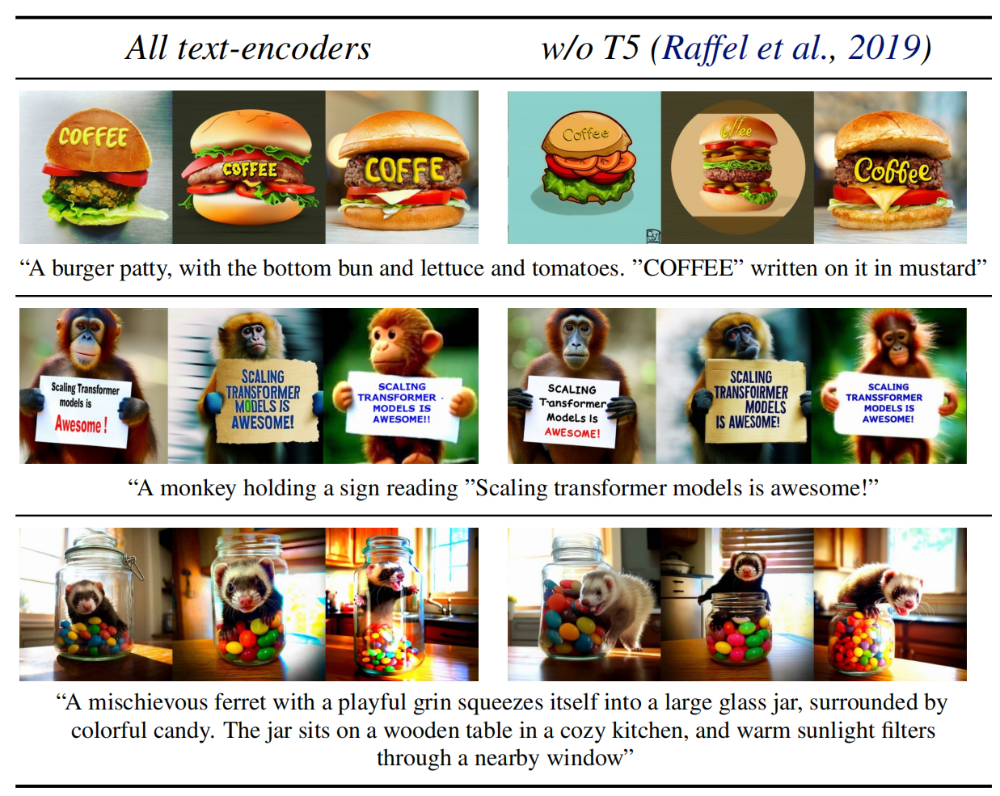 All text-encoders
w/o T5 (Raffel et al., 2019)
COFFEE
COFFEE
COFFE
Coffee
Coffee
Coffee
“A burger patty, with the bottom bun and lettuce and tomatoes. ”COFFEE” written on it in mustard”
Scaling Transformer
models is
Awesome !
SCALING
TRANSFORMER
MODELS IS
AWESOME!
SCALING
TRANSFORMER .
MODELS IS
AWESOME!!
SCALING
Transformer
Models Is
AWESOME!
SCALING
TRANSFOIRMER
MODELS
IS AWESOME!
SCALING
TRANSSFORMER
MODELS IS
AWESOME!
“A monkey holding a sign reading ”Scaling transformer models is awesome!”
“A mischievous ferret with a playful grin squeezes itself into a large glass jar, surrounded by
colorful candy. The jar sits on a wooden table in a cozy kitchen, and warm sunlight filters
through a nearby window”